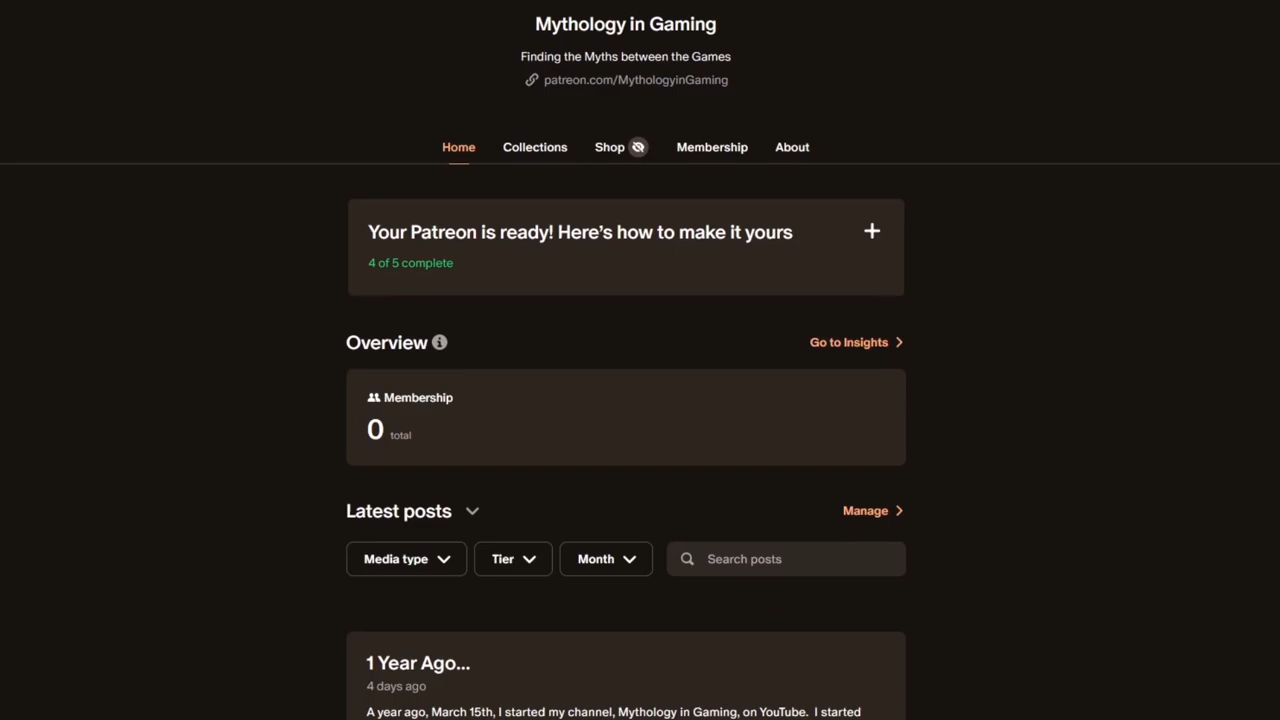 Mythology in Gaming
Finding the Myths between the Games
patreon.com/MythologyinGaming
Home Collections Shop Membership About
Your Patreon is ready! Here's how to make it yours
4 of 5 complete
Overview Go to Insights
Membership
0 total
Latest posts Manage
Media type Tier Month Search posts
1 Year Ago...
4 days ago
A year ago, March 15th, I started my channel, Mythology in Gaming, on YouTube. I started